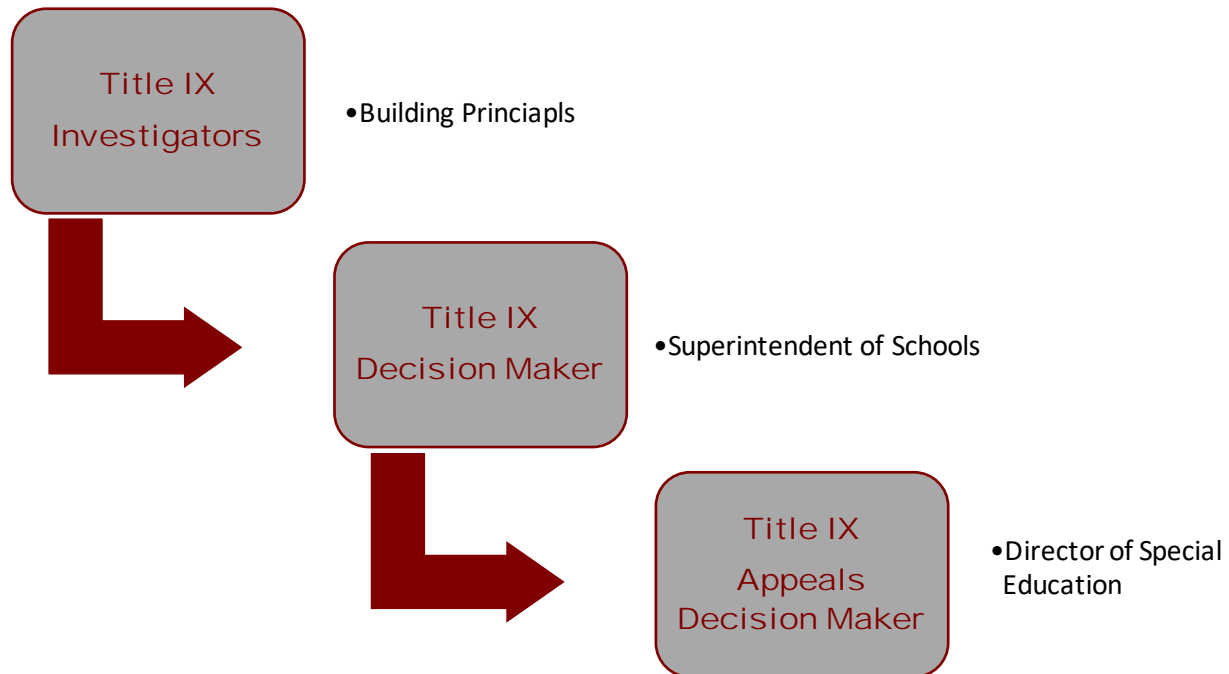 Title IX
Investigators
•Building Princiapls
Title IX
Decision Maker
•Superintendent of Schools
Title IX
Appeals
Decision Maker
•Director of Special
Education